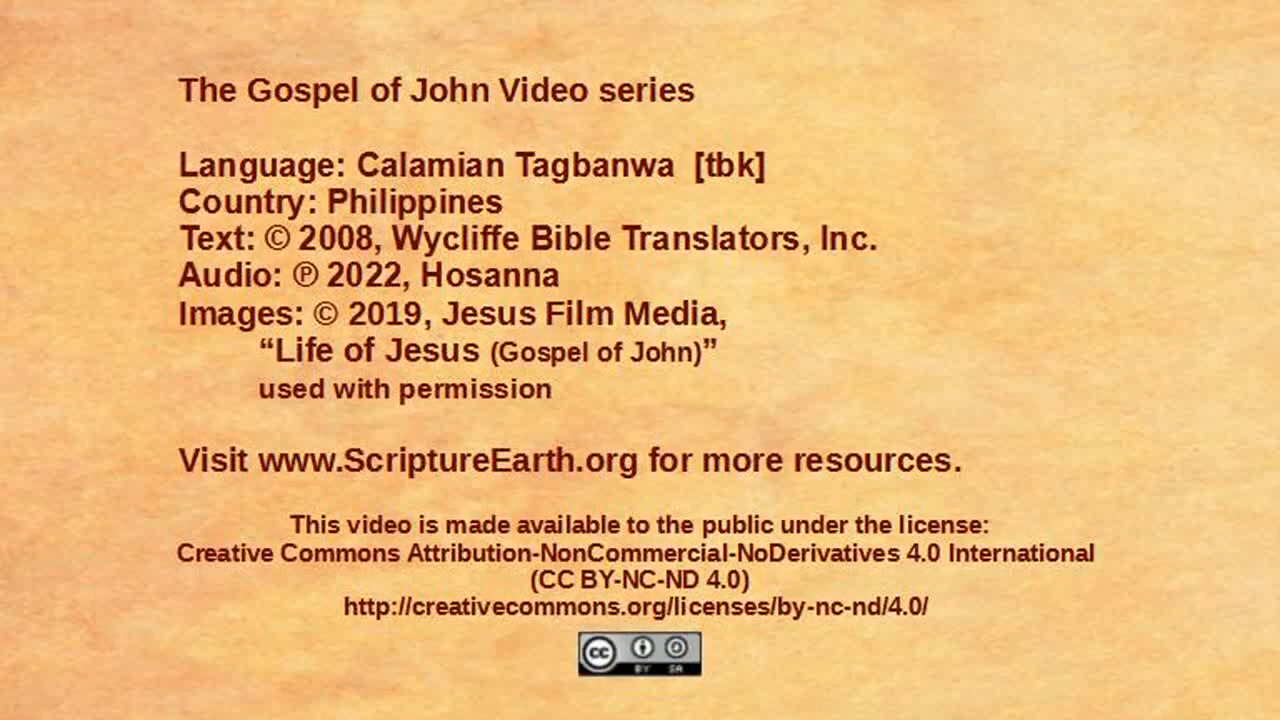 The Gospel of John Video series
Language: Calamian Tagbanwa [tbk]
Country: Philippines
Text: © 2008, Wycliffe Bible Translators, Inc.
Audio: ℗ 2022, Hosanna
Images: © 2019, Jesus Film Media,
“Life of Jesus (Gospel of John)”
used with permission
Visit www.ScriptureEarth.org for more resources.
This video is made available to the public under the license:
Creative Commons Attribution-NonCommercial-NoDerivatives 4.0 International
(CC BY-NC-ND 4.0)
http://creativecommons.org/licenses/by-nc-nd/4.0/
cc BY SA